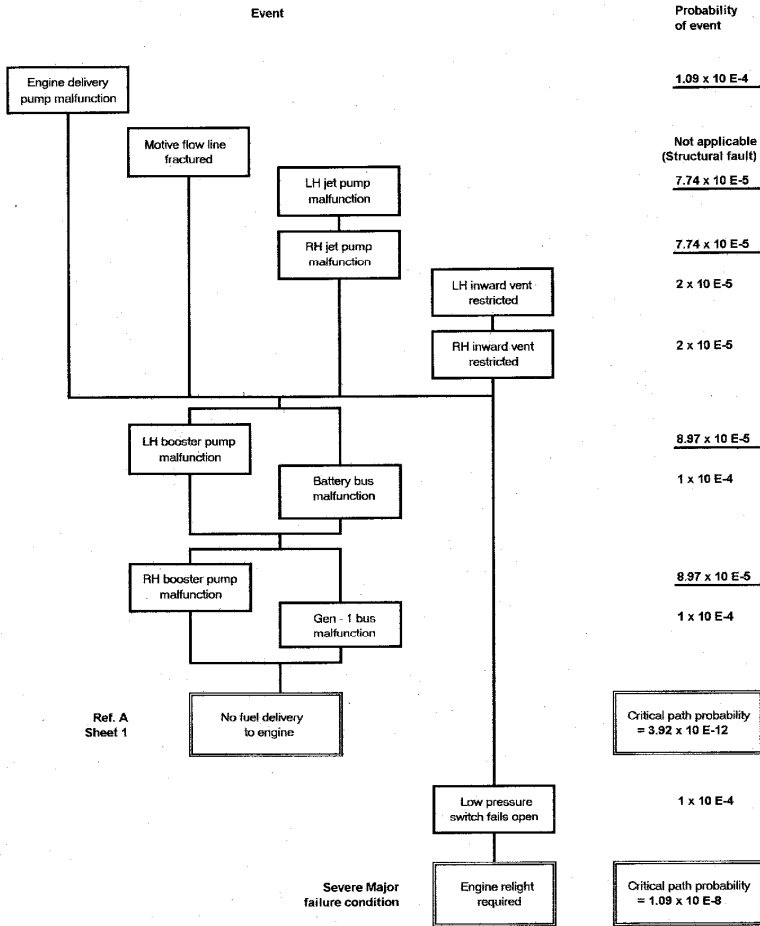 Event
Probability
of event
Engine delivery
pump malfunction
1.09 x 10 E-4
Motive flow line
fractured
Not applicable
(Structural fault)
LH jet pump
malfunction
7.74 x 10 E-5
RH jet pump
malfunction
7.74 x 10 E-5
LH inward vent
restricted
2 x 10 E-5
RH inward vent
restricted
2 x 10 E-5
LH booster pump
malfunction
8.97 x 10 E-5
Battery bus
malfunction
1 x 10 E-4
RH booster pump
malfunction
8.97 x 10 E-5
Gen - 1 bus
malfunction
1 x 10 E-4
Ref. A
Sheet 1
No fuel delivery
to engine
Critical path probability
= 3.92 x 10 E-12
Low pressure
switch fails open
1 x 10 E-4
Severe Major
failure condition
Engine relight
required
Critical path probability
= 1.09 x 10 E-8